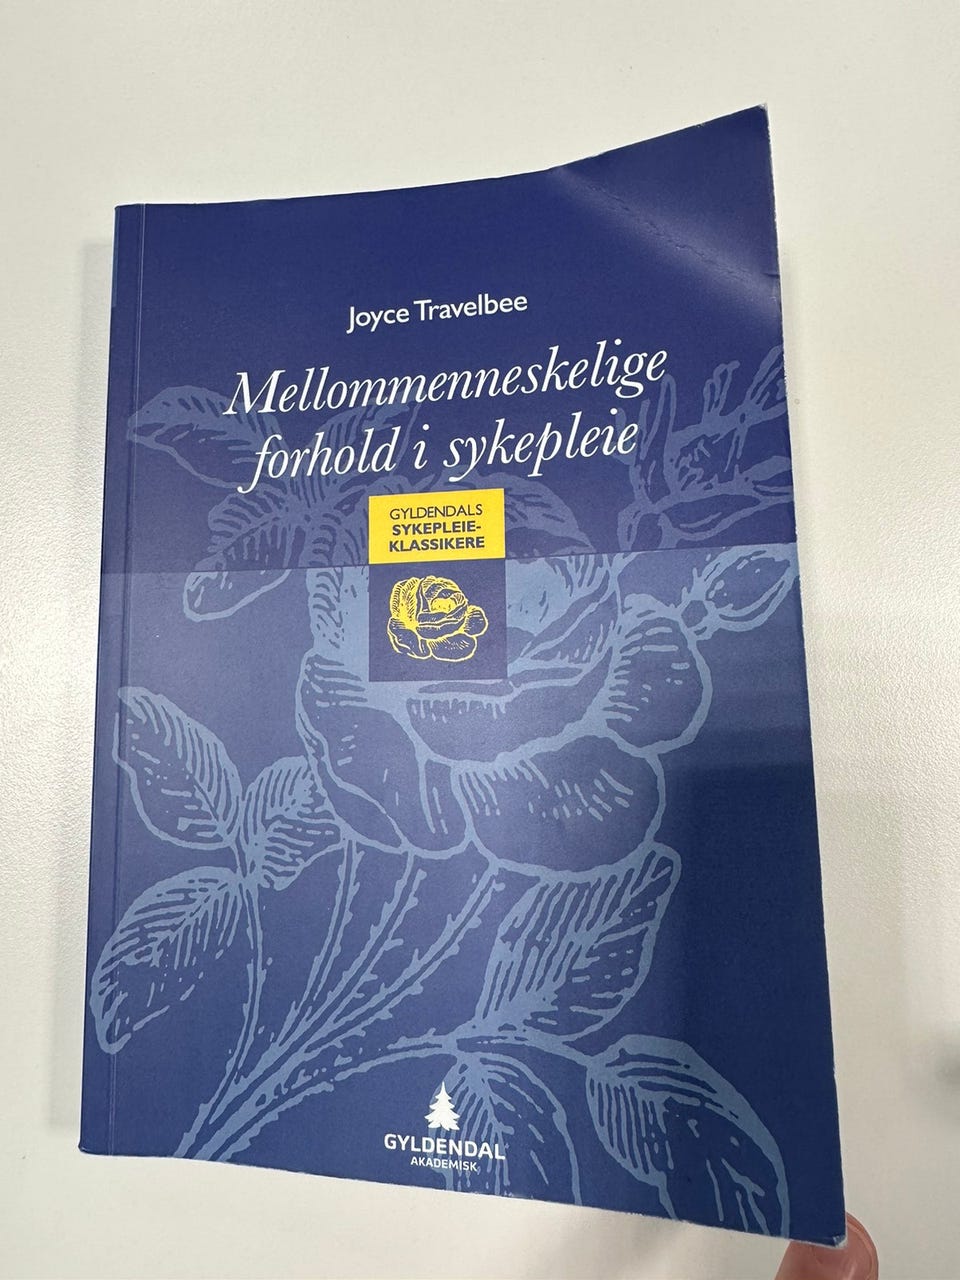 Joyce Travelbee
Mellommenneskelige
forhold i sykepleie
GYLDENDALS
SYKEPLEIE-
KLASSIKERE
GYLDENDAL
AKADEMISK